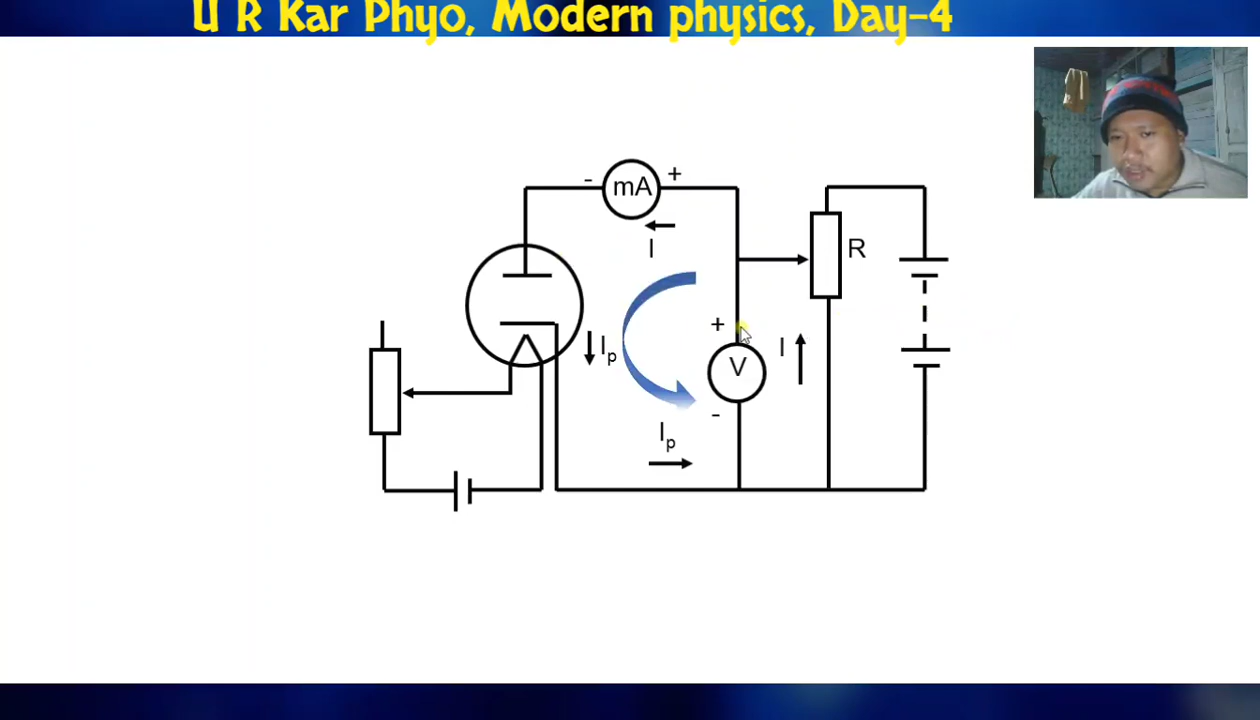 U R Kar Phyo, Modern physics, Day-4
- mA +
I
R
+
I
Ip
V
-
Ip